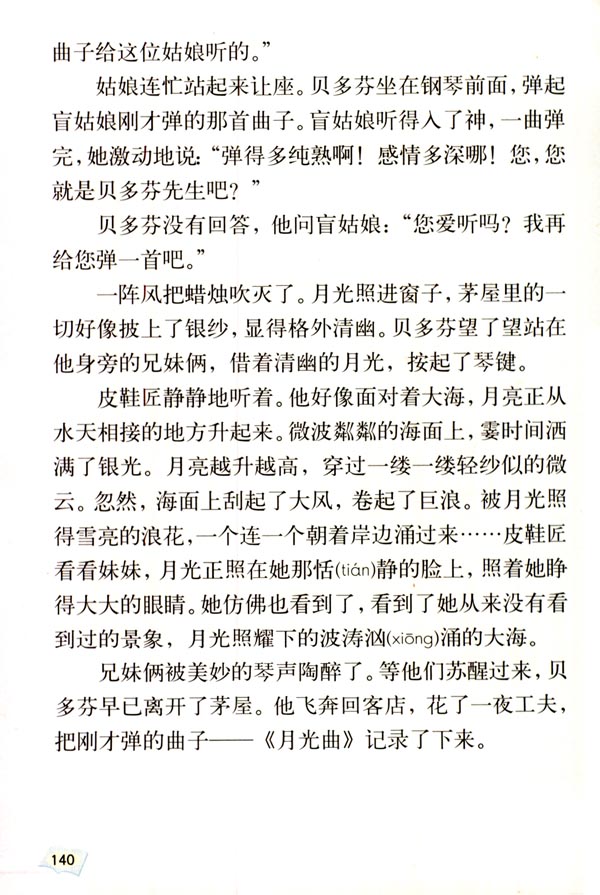 曲子给这位姑娘听的。”
姑娘连忙站起来让座。贝多芬坐在钢琴前面，弹起
盲姑娘刚才弹的那首曲子。盲姑娘听得入了神，一曲弹
完，她激动地说：“弹得多纯熟啊！感情多深哪！您，您
就是贝多芬先生吧？”
贝多芬没有回答，他问盲姑娘：“您爱听吗？我再
给您弹一首吧。”
一阵风把蜡烛吹灭了。月光照进窗子，茅屋里的一
切好像披上了银纱，显得格外清幽。贝多芬望了望站在
他身旁的兄妹俩，借着清幽的月光，按起了琴键。
皮鞋匠静静地听着。他好像面对着大海，月亮正从
水天相接的地方升起来。微波粼粼的海面上，霎时间洒
满了银光。月亮越升越高，穿过一缕一缕轻纱似的微
云。忽然，海面上刮起了大风，卷起了巨浪。被月光照
得雪亮的浪花，一个连一个朝着岸边涌过来……皮鞋匠
看看妹妹，月光正照在她那恬(tián)静的脸上，照着她睁
得大大的眼睛。她仿佛也看到了，看到了她从来没有看
到过的景象，月光照耀下的波涛汹(xiōng)涌的大海。
兄妹俩被美妙的琴声陶醉了。等他们苏醒过来，贝
多芬早已离开了茅屋。他飞奔回客店，花了一夜工夫，
把刚才弹的曲子——《月光曲》记录了下来。
140